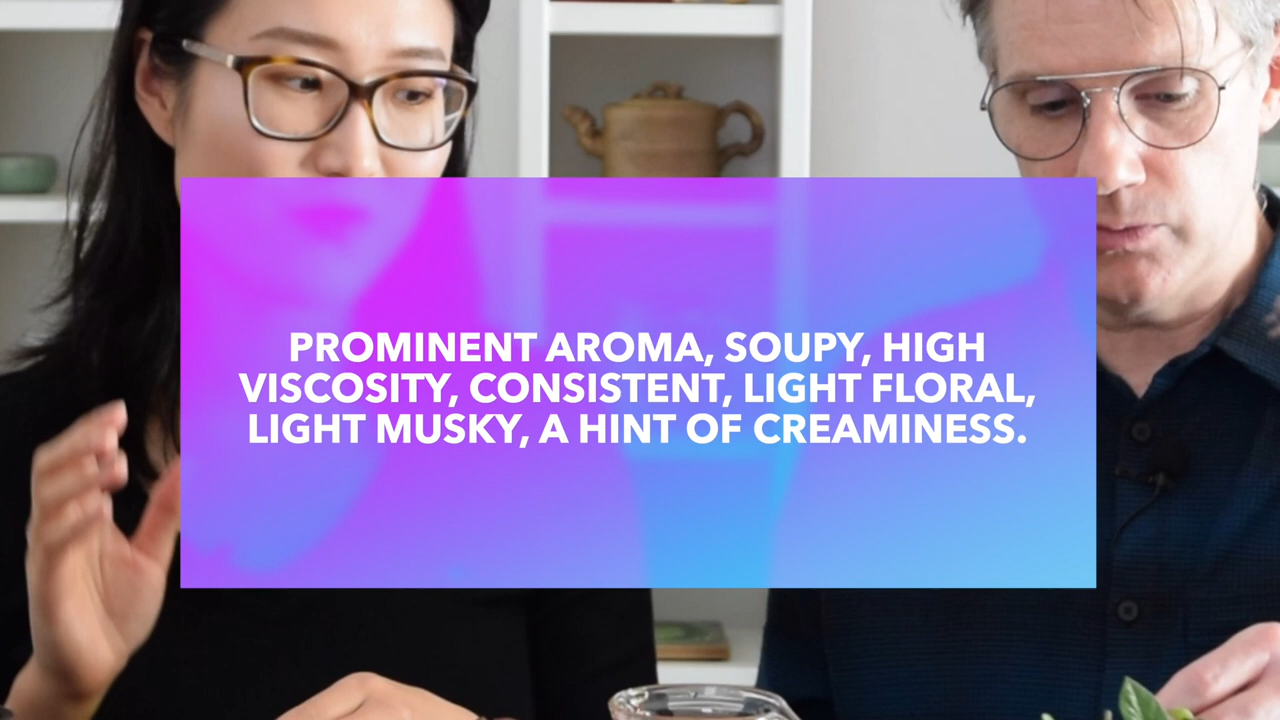 PROMINENT AROMA, SOUPY, HIGH
VISCOSITY, CONSISTENT, LIGHT FLORAL,
LIGHT MUSKY, A HINT OF CREAMINESS.